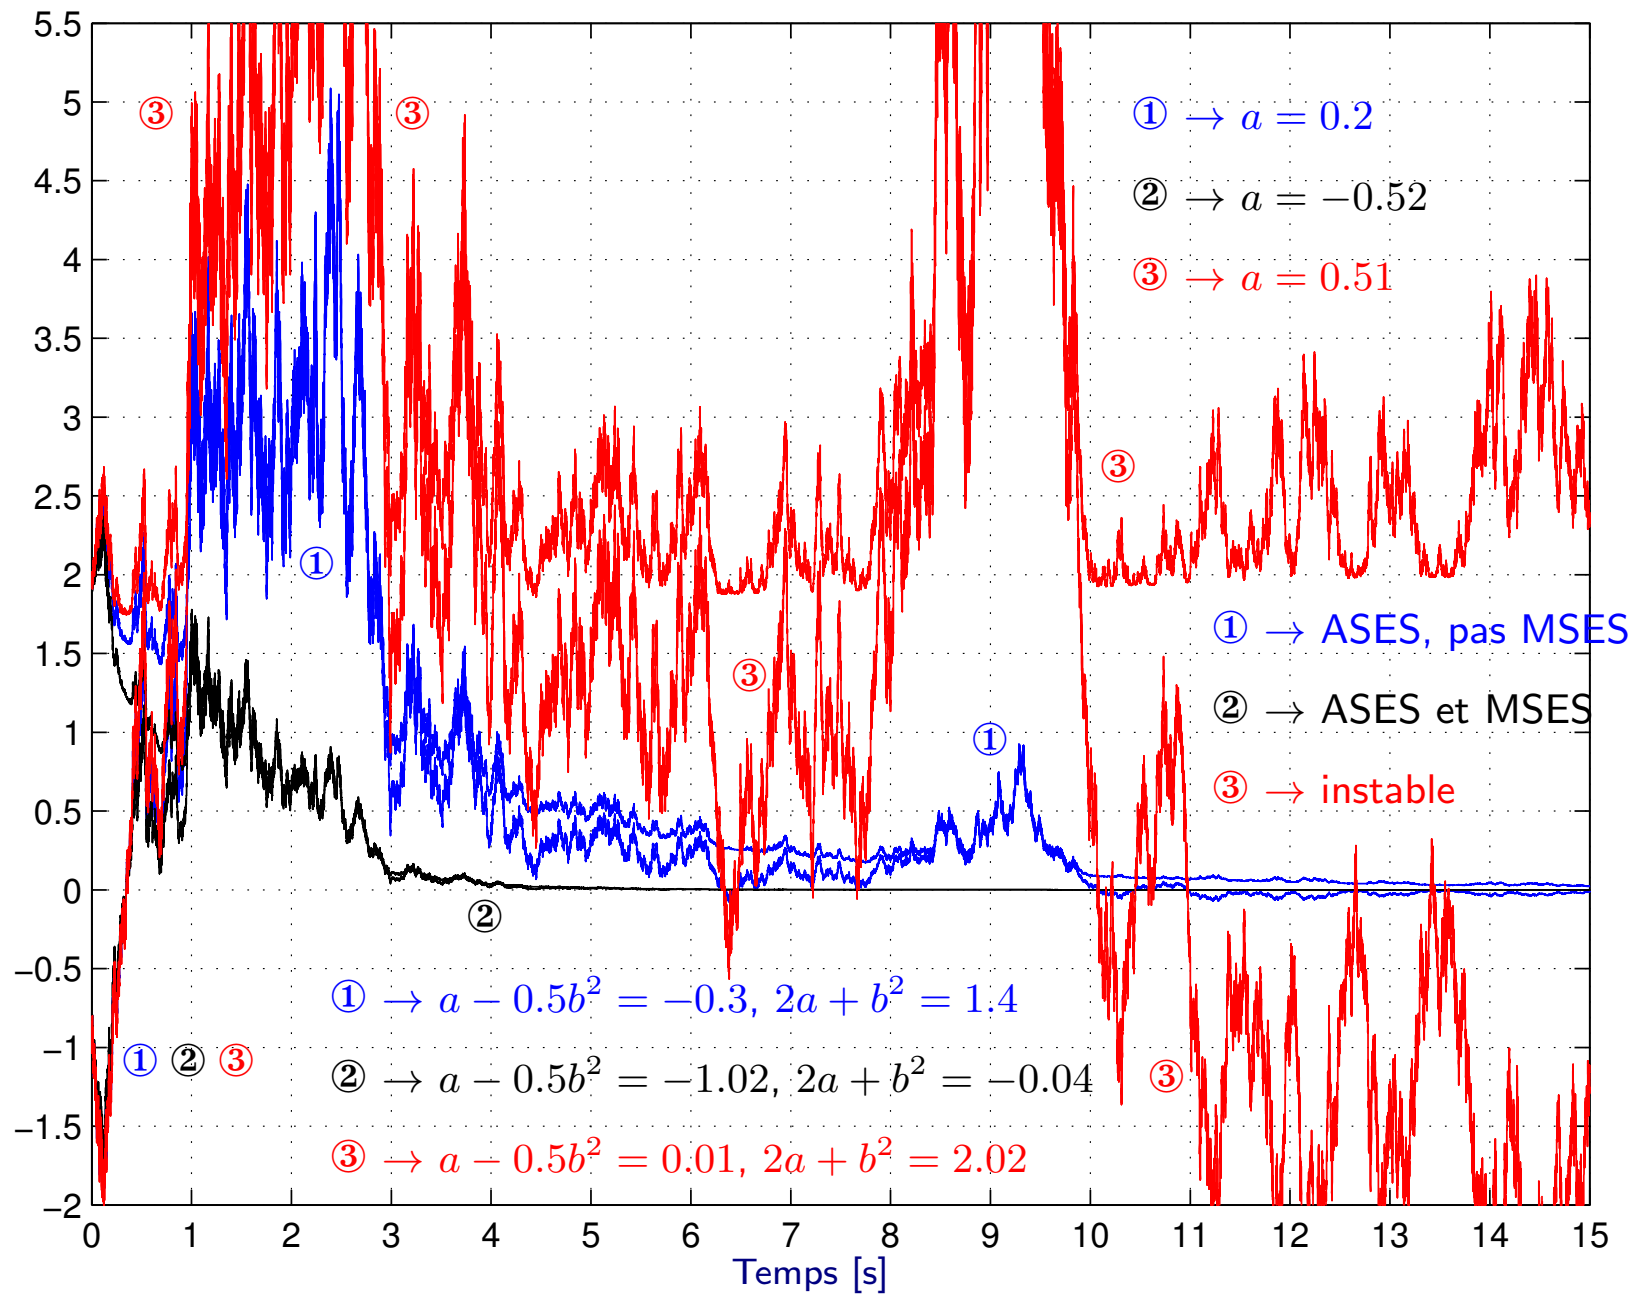 5.5
5
4.5
4
3.5
3
2.5
2
1.5
1
0.5
0
−0.5
−1
−1.5
−2
③
③
① → a = 0.2
② → a = −0.52
③ → a = 0.51
③
①
① → ASES, pas MSES
③
② → ASES et MSES
①
③ → instable
②
① → a − 0.5b² = −0.3, 2a + b² = 1.4
① ② ③
② → a − 0.5b² = −1.02, 2a + b² = −0.04
③
③ → a − 0.5b² = 0.01, 2a + b² = 2.02
0 1 2 3 4 5 6 7 8 9 10 11 12 13 14 15
Temps [s]